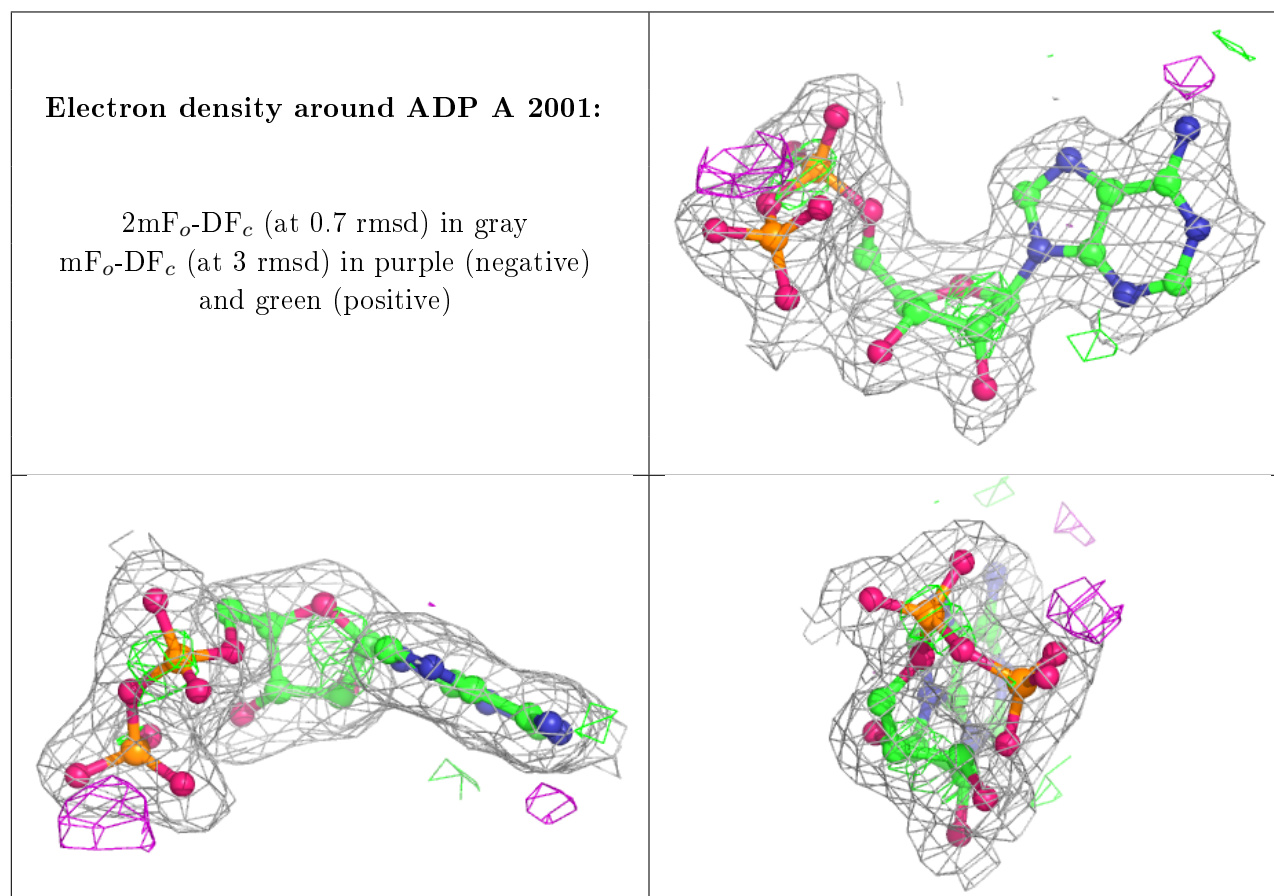 Electron density around ADP A 2001:
2mFₒ-DF𝒸 (at 0.7 rmsd) in gray
mFₒ-DF𝒸 (at 3 rmsd) in purple (negative)
and green (positive)